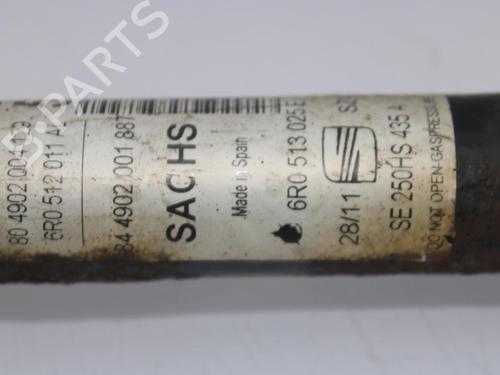 80 4902 004
6R0 512 011 A
84 4902 001 887
SACHS
Made in Spain
6R0 513 025 E
28/11
SE 250HS 435 A
DO NOT OPEN-GAS PRESSURE
B-PARTS